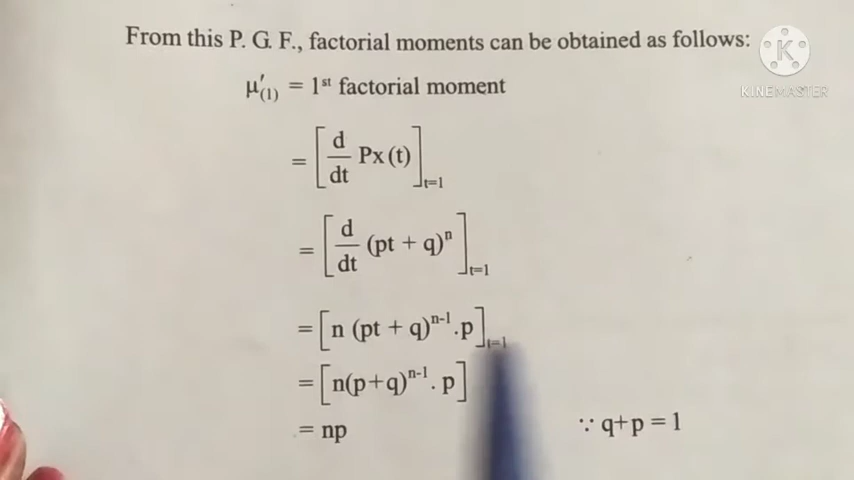 From this P. G. F., factorial moments can be obtained as follows:
K
KINEMASTER
μ′(1) = 1st factorial moment
= [d/dt Px (t)]t=1
= [d/dt (pt + q)^n]t=1
= [n (pt + q)^n-1 .p]t=1
= [n(p+q)^n-1 . p]
= np ∵ q+p = 1